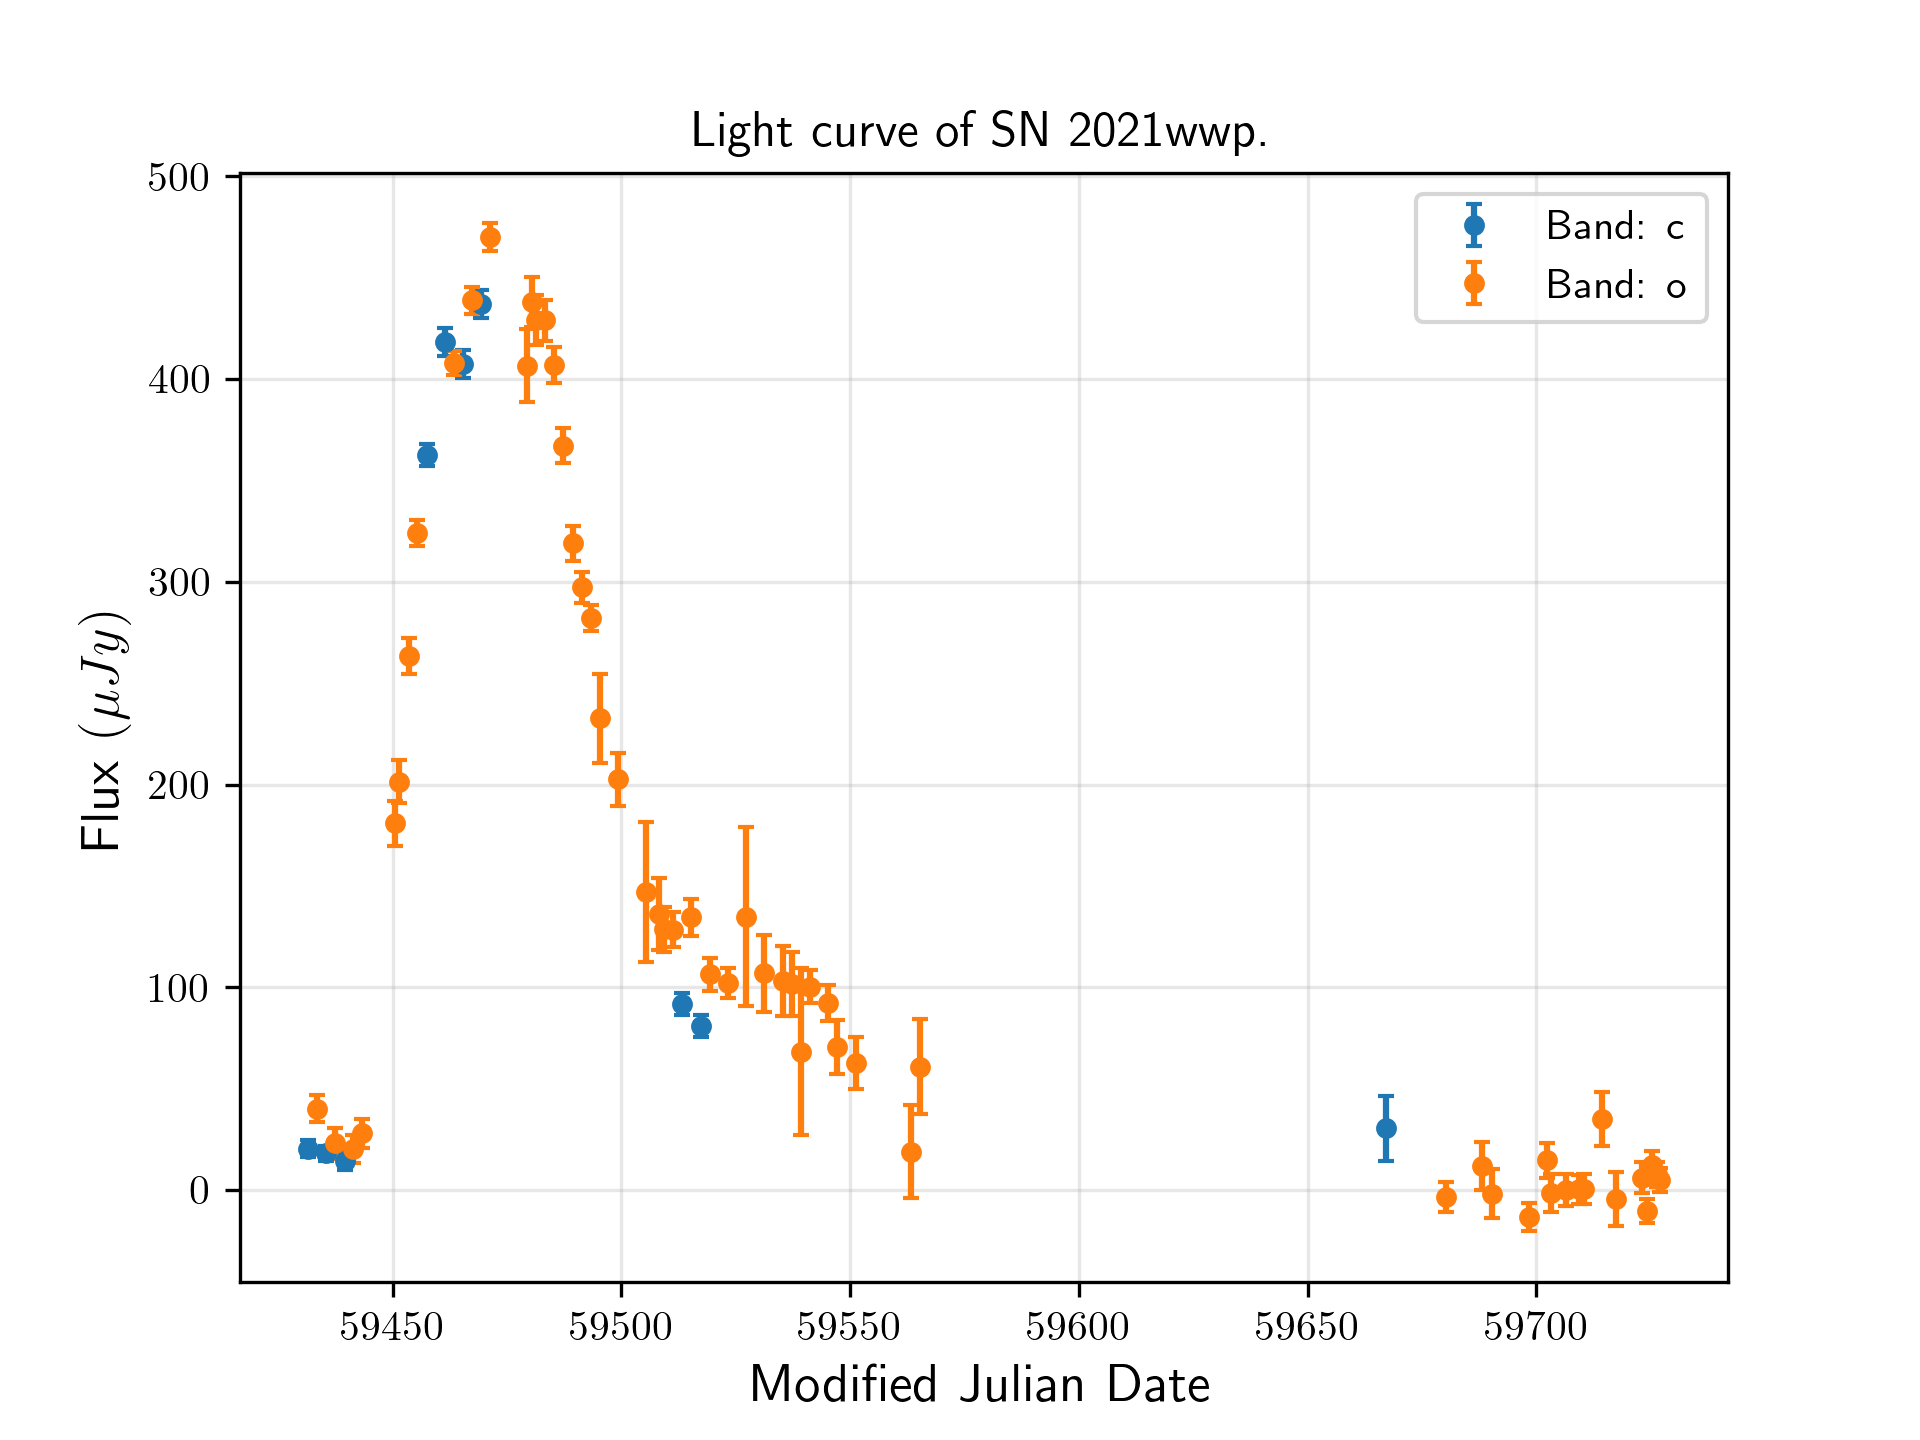 Light curve of SN 2021wwp.
500
400
300
200
100
0
Flux (μJy)
Band: c
Band: o
59450 59500 59550 59600 59650 59700
Modified Julian Date